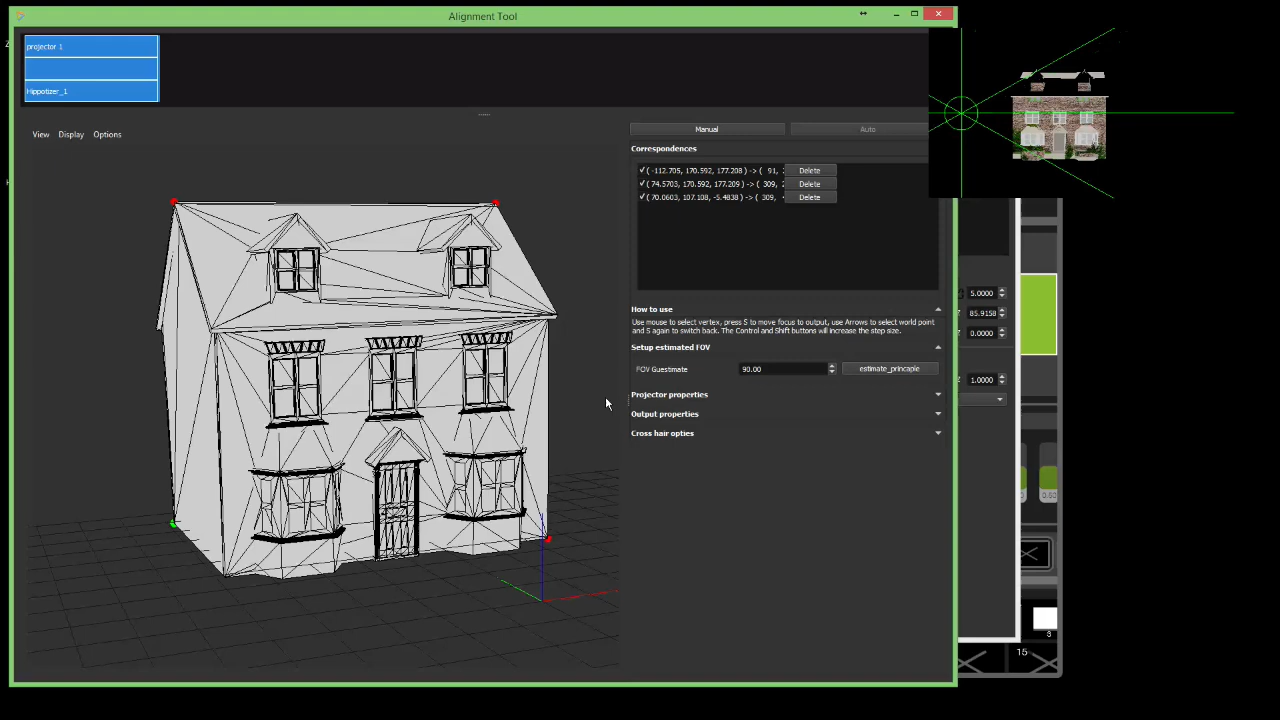 Alignment Tool
projector 1
Hippotizer_1
View Display Options
Manual Auto
Correspondences
( -112.705, 170.592, 177.208 ) -> ( 91, Delete
( 74.5703, 170.592, 177.209 ) -> ( 309, Delete
( 70.0603, 107.108, -5.4838 ) -> ( 309, Delete
How to use
Use mouse to select vertex, press S to move focus to output, use Arrows to select world point
and S again to switch back. The Control and Shift buttons will increase the step size.
Setup estimated FOV
FOV Guestimate 90.00 estimate_principle
Projector properties
Output properties
Cross hair opties
5.0000
85.9158
0.0000
1.0000
15